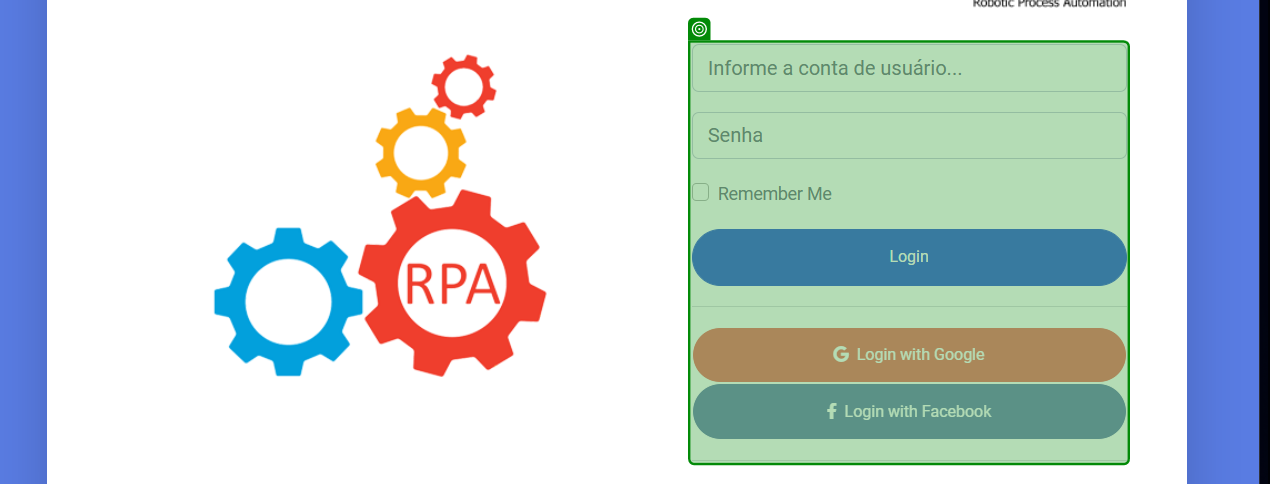 Robotic Process Automation
Informe a conta de usuário...
Senha
Remember Me
Login
RPA
Login with Google
Login with Facebook